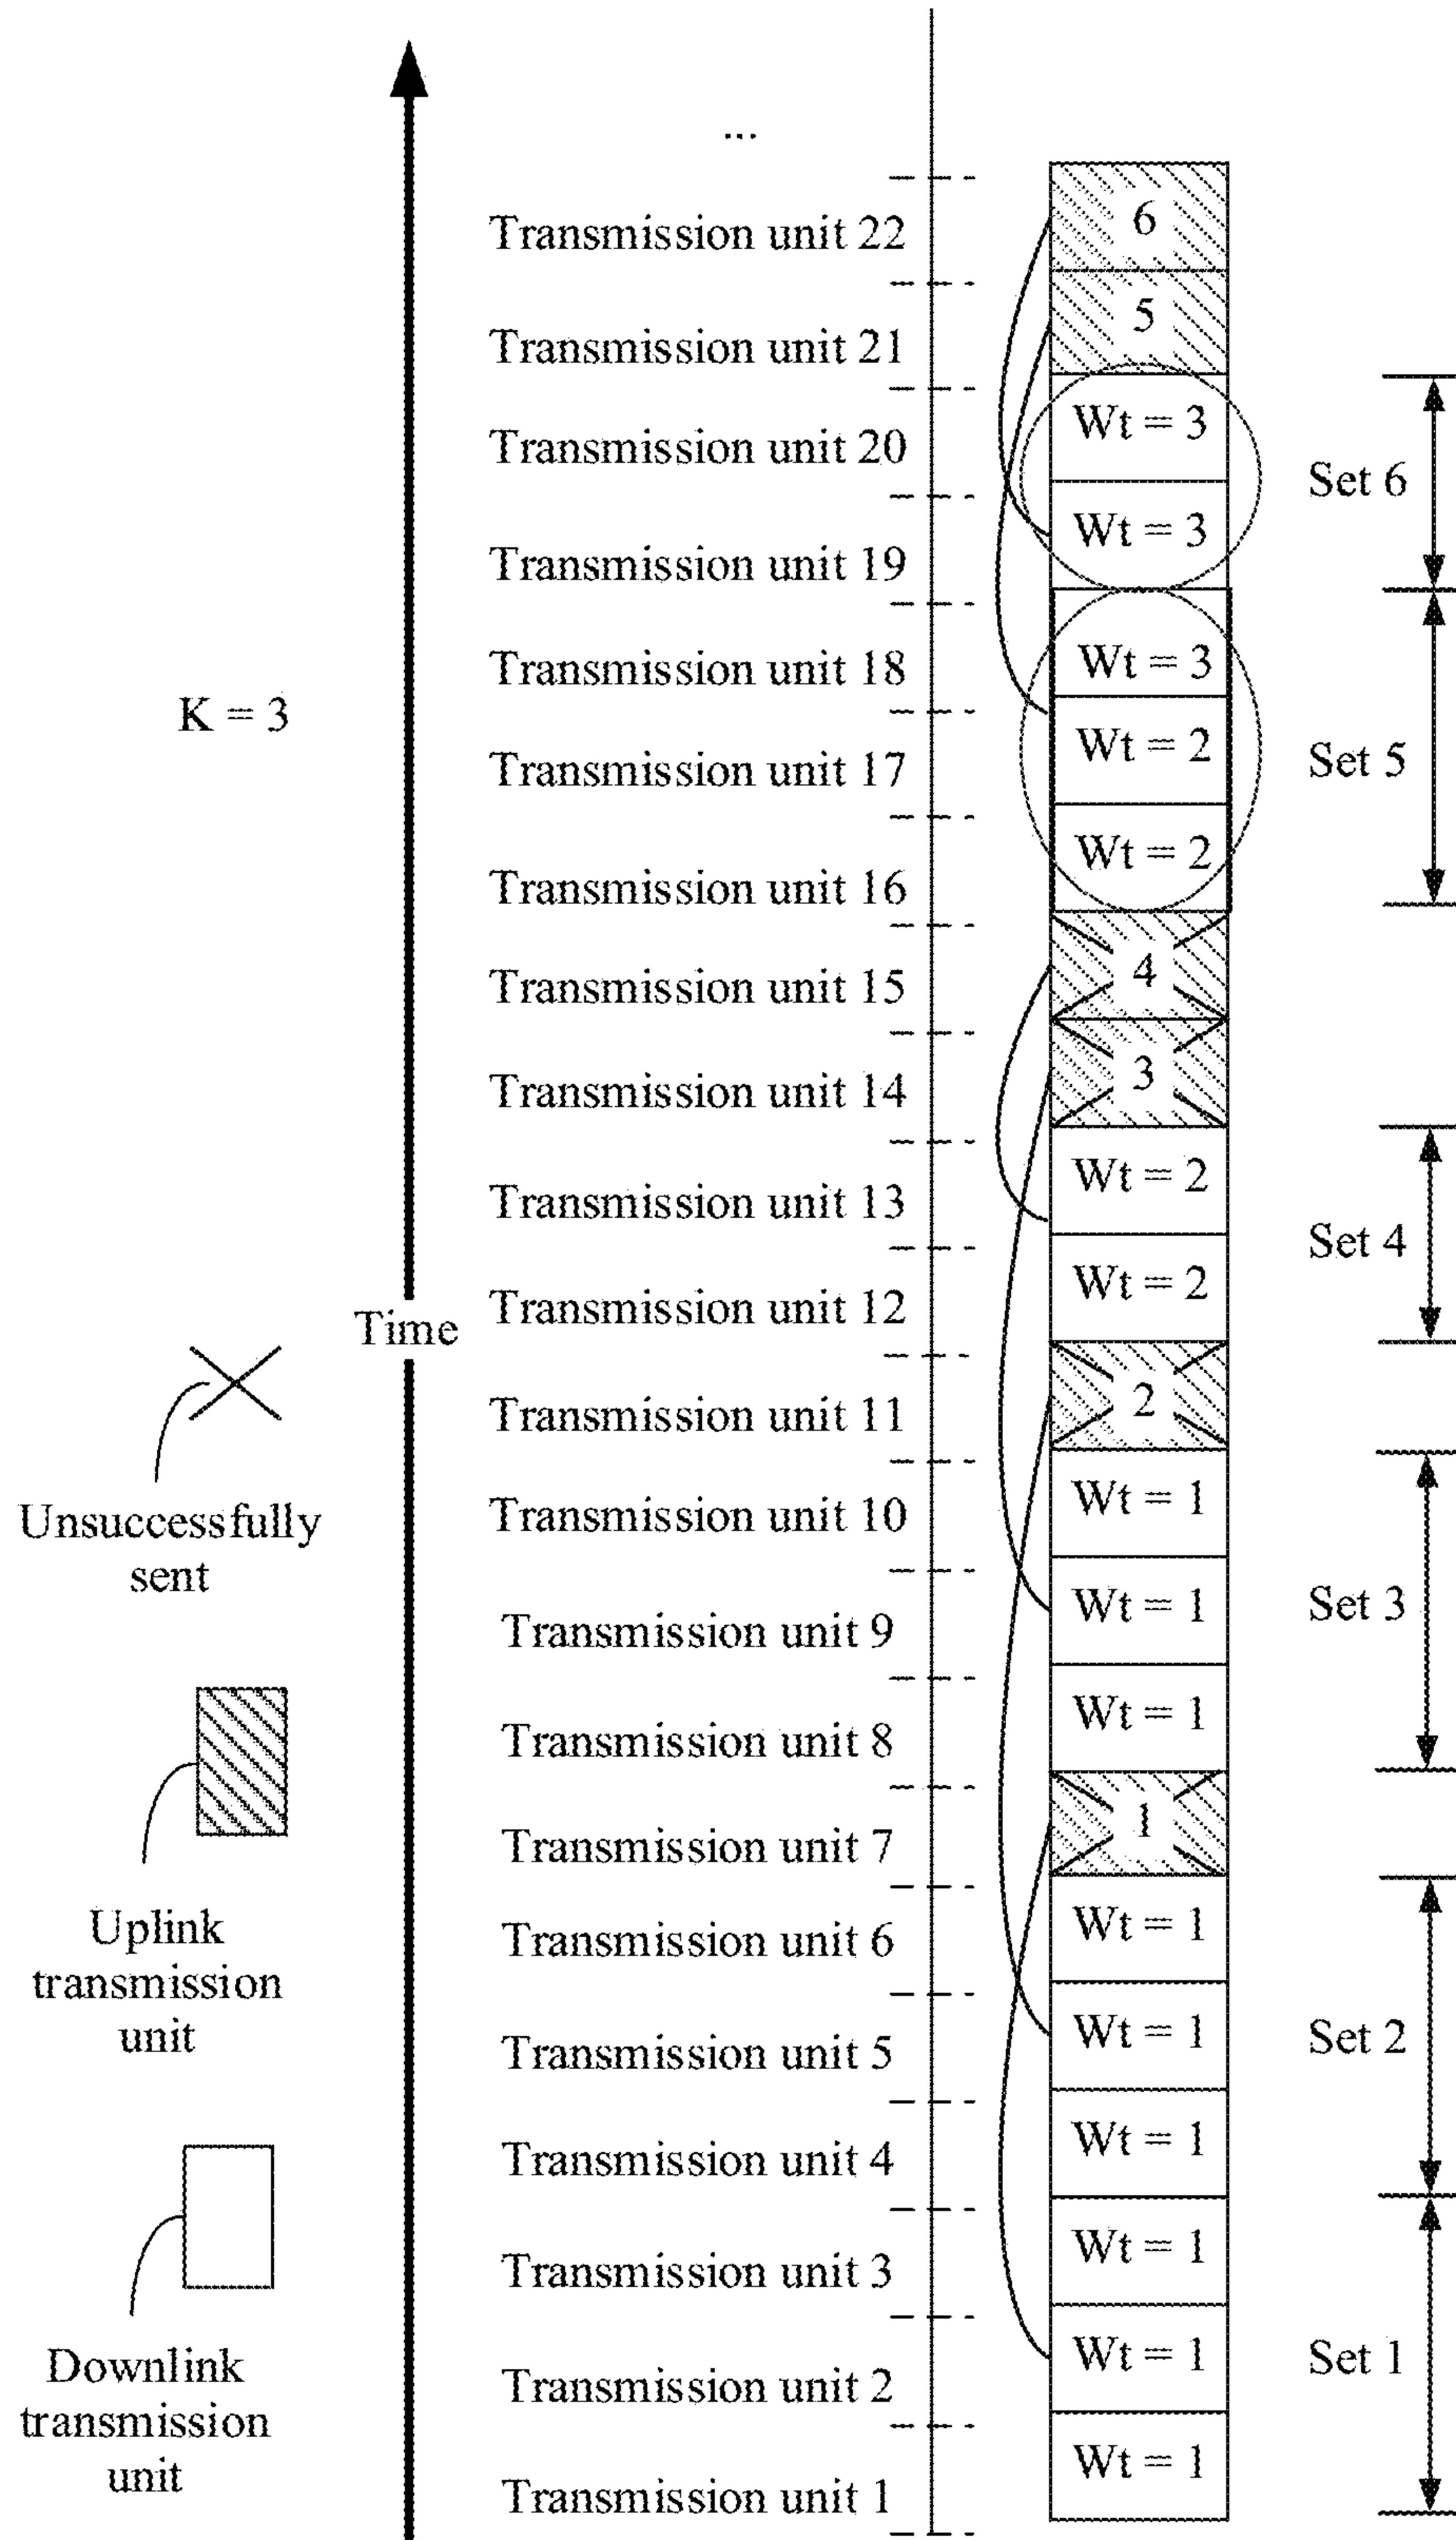 ...
Transmission unit 22
6
Transmission unit 21
5
Transmission unit 20
Wt = 3
Set 6
Transmission unit 19
Wt = 3
Transmission unit 18
Wt = 3
K = 3
Transmission unit 17
Wt = 2
Set 5
Transmission unit 16
Wt = 2
Transmission unit 15
4
Transmission unit 14
3
Transmission unit 13
Wt = 2
Set 4
Transmission unit 12
Wt = 2
Time
Transmission unit 11
2
Transmission unit 10
Wt = 1
Unsuccessfully
sent
Transmission unit 9
Wt = 1
Set 3
Transmission unit 8
Wt = 1
Transmission unit 7
1
Transmission unit 6
Wt = 1
Uplink
transmission
unit
Transmission unit 5
Wt = 1
Set 2
Transmission unit 4
Wt = 1
Transmission unit 3
Wt = 1
Transmission unit 2
Wt = 1
Set 1
Downlink
transmission
unit
Transmission unit 1
Wt = 1